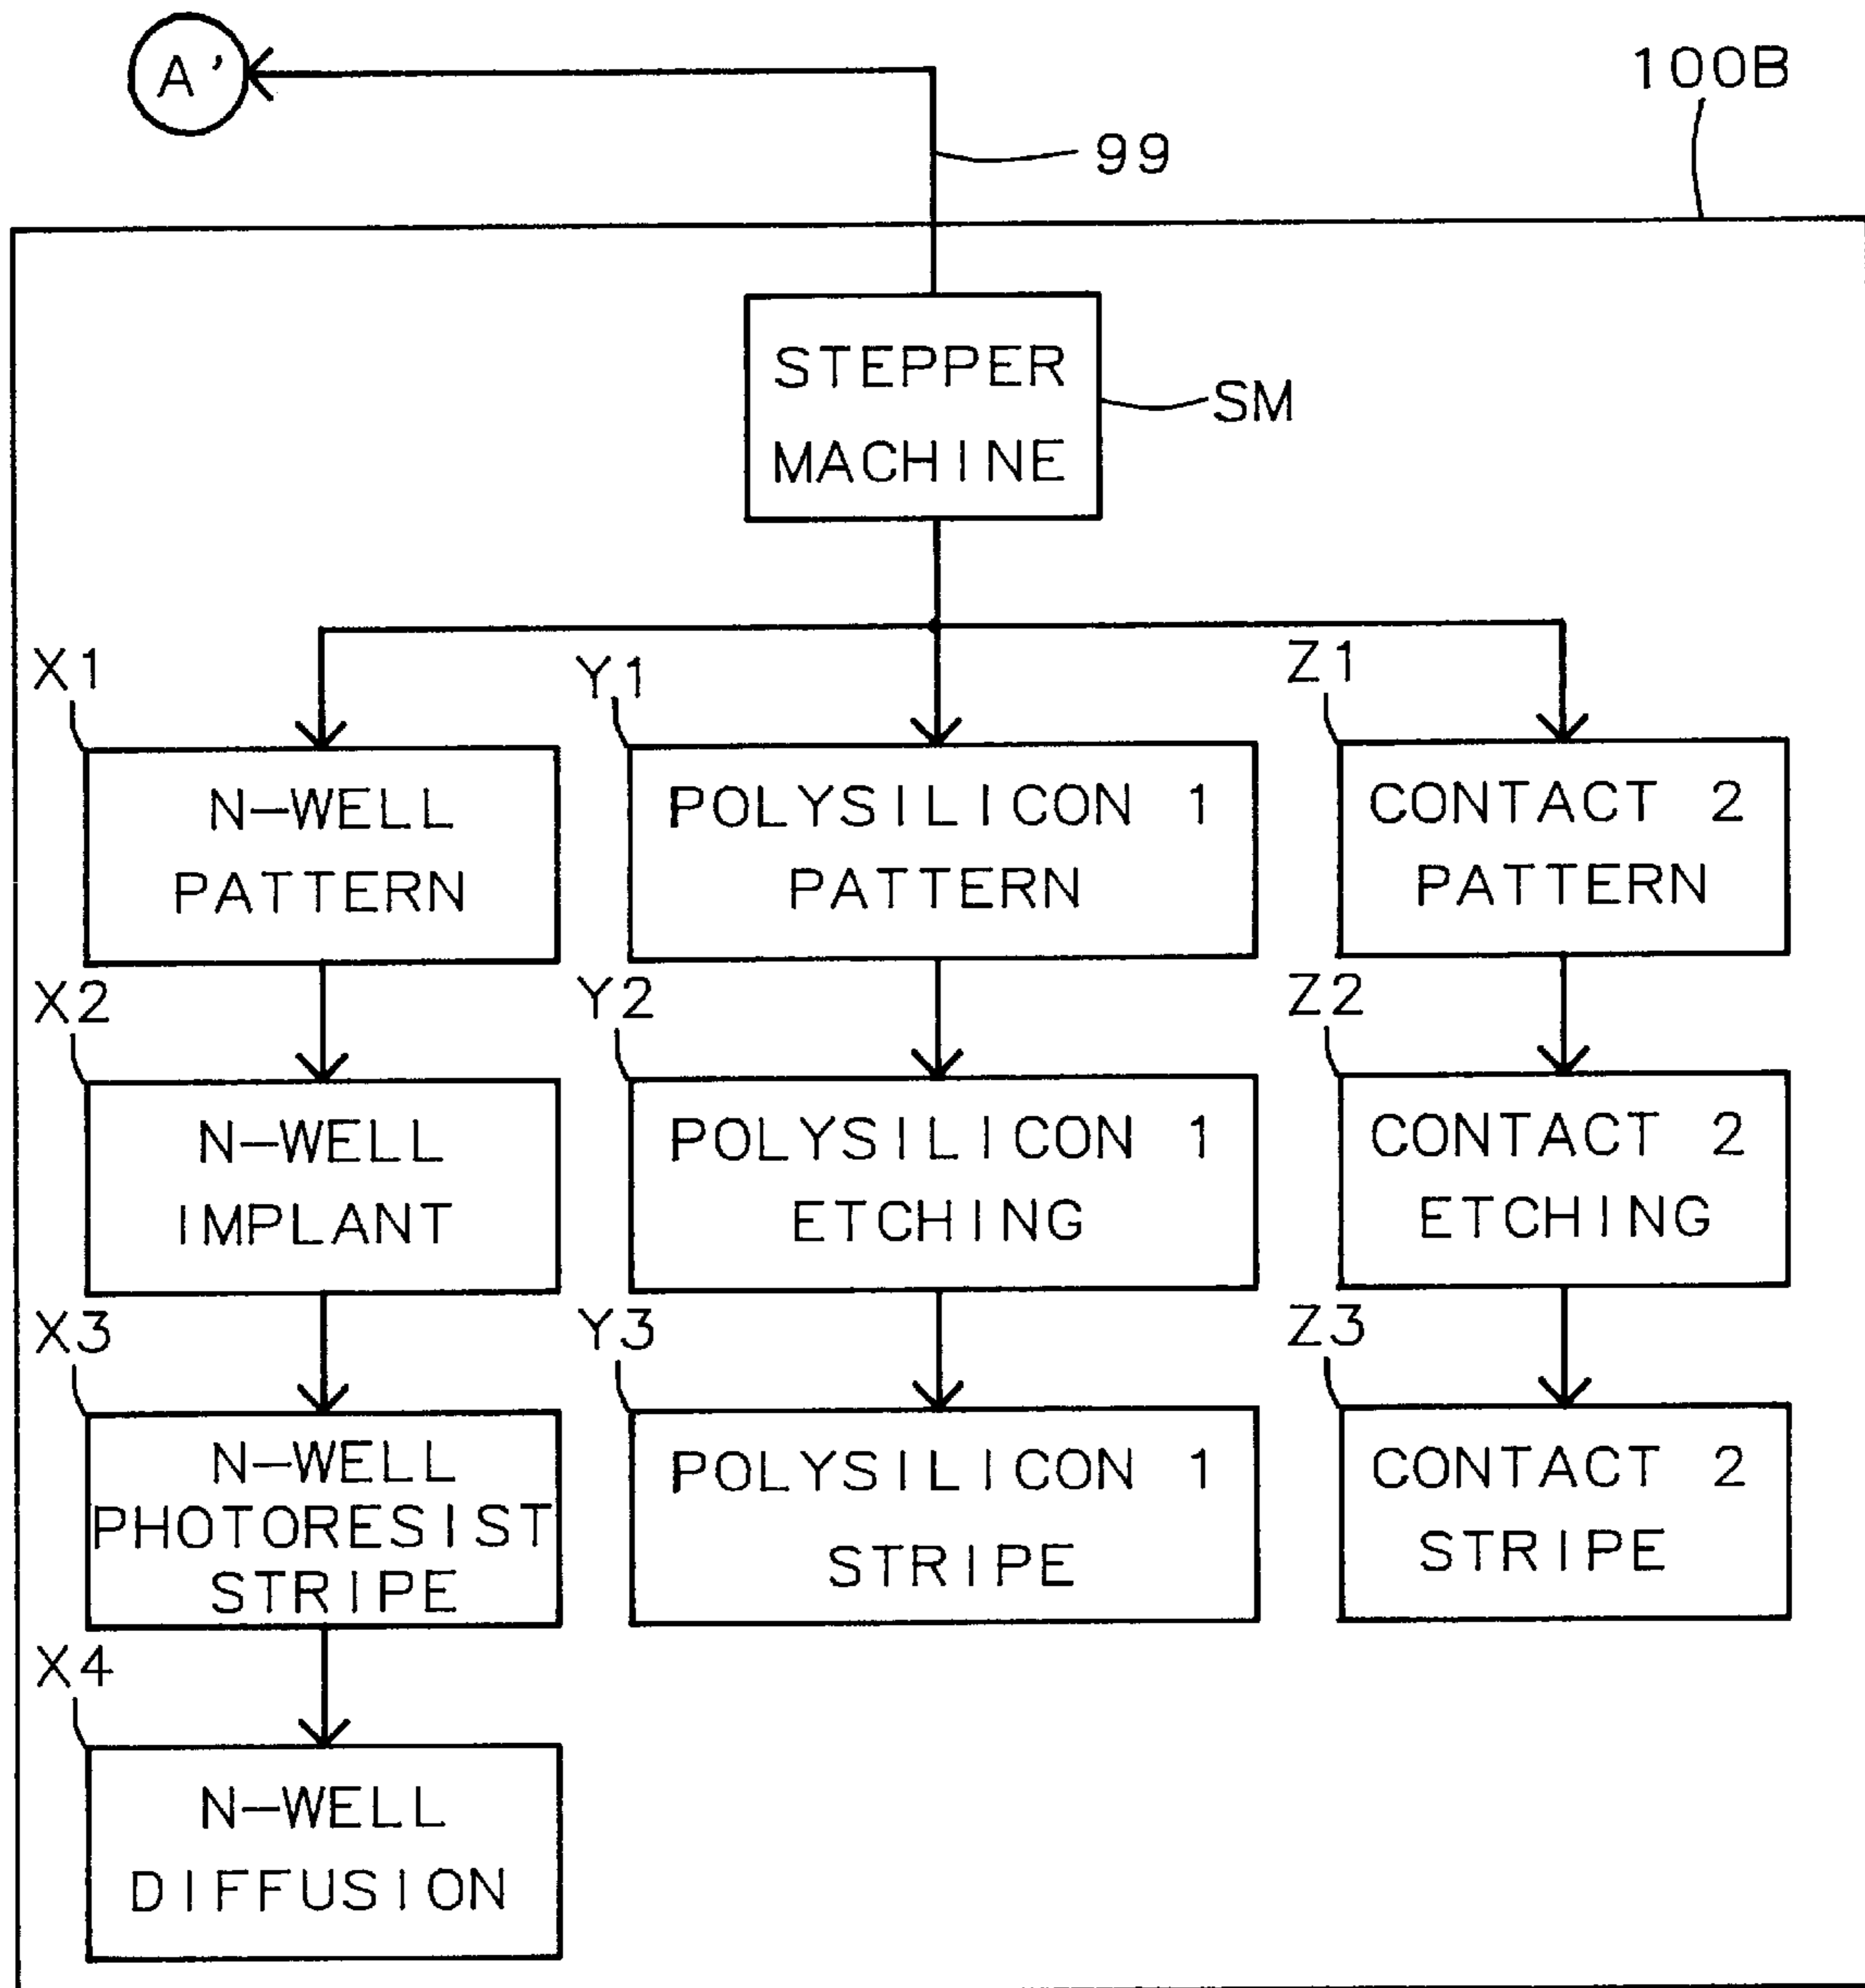 A'
100B
99
STEPPER
MACHINE
SM
X1
Y1
Z1
N-WELL
PATTERN
POLYSILICON 1
PATTERN
CONTACT 2
PATTERN
X2
Y2
Z2
N-WELL
IMPLANT
POLYSILICON 1
ETCHING
CONTACT 2
ETCHING
X3
Y3
Z3
N-WELL
PHOTORESIST
STRIPE
POLYSILICON 1
STRIPE
CONTACT 2
STRIPE
X4
N-WELL
DIFFUSION